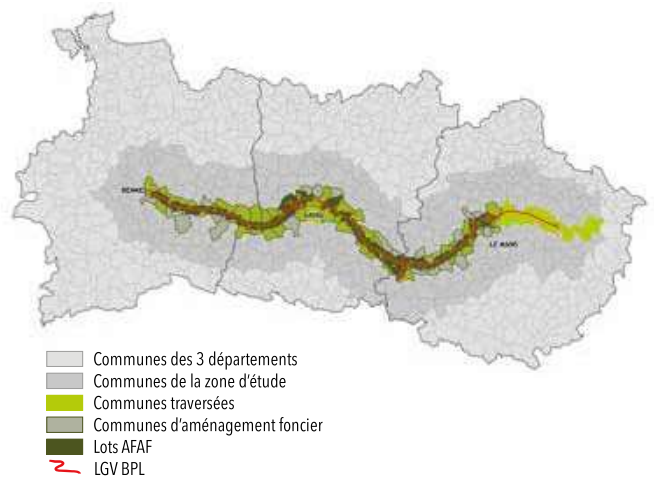 RENNES
LAVAL
LE MANS
Communes des 3 départements
Communes de la zone d'étude
Communes traversées
Communes d'aménagement foncier
Lots AFAF
LGV BPL